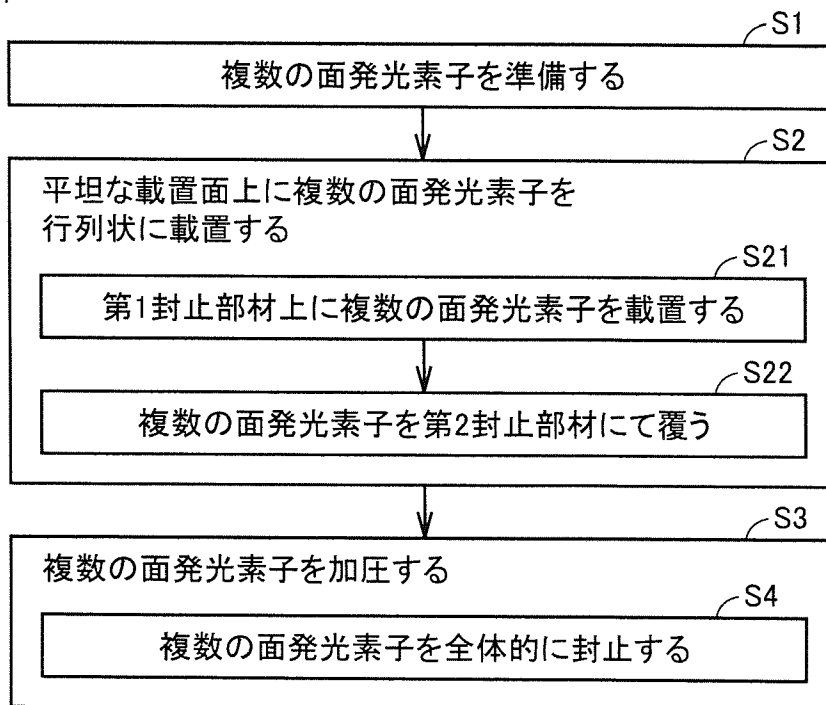 S1
複数の面発光素子を準備する
S2
平坦な載置面上に複数の面発光素子を
行列状に載置する
S21
第1封止部材上に複数の面発光素子を載置する
S22
複数の面発光素子を第2封止部材にて覆う
S3
複数の面発光素子を加圧する
S4
複数の面発光素子を全体的に封止する